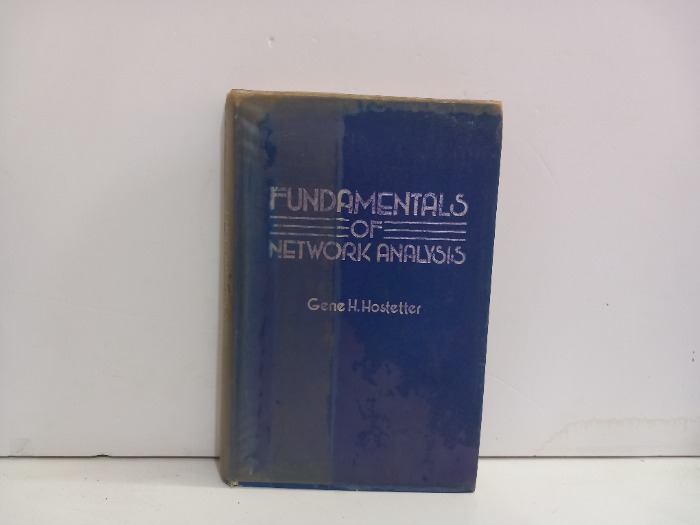 FUNDAMENTALS
OF
NETWORK ANALYSIS
Gene H. Hostetter